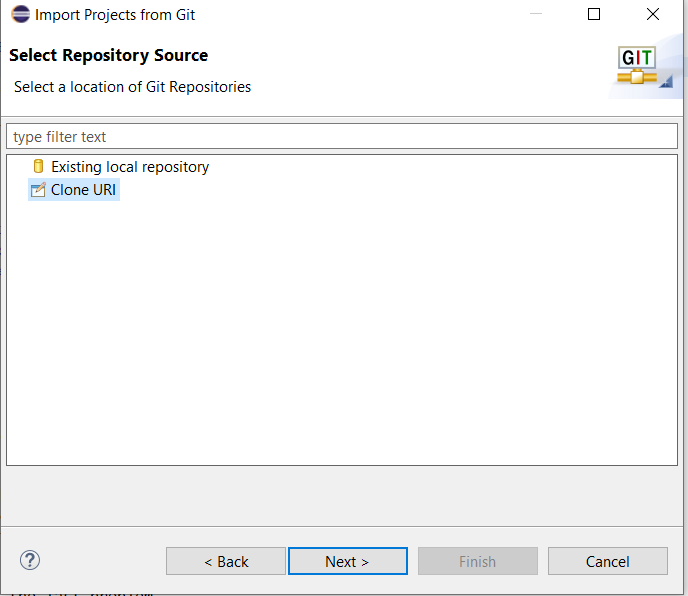 Import Projects from Git
Select Repository Source
Select a location of Git Repositories
GIT
type filter text
Existing local repository
Clone URI
?
< Back
Next >
Finish
Cancel